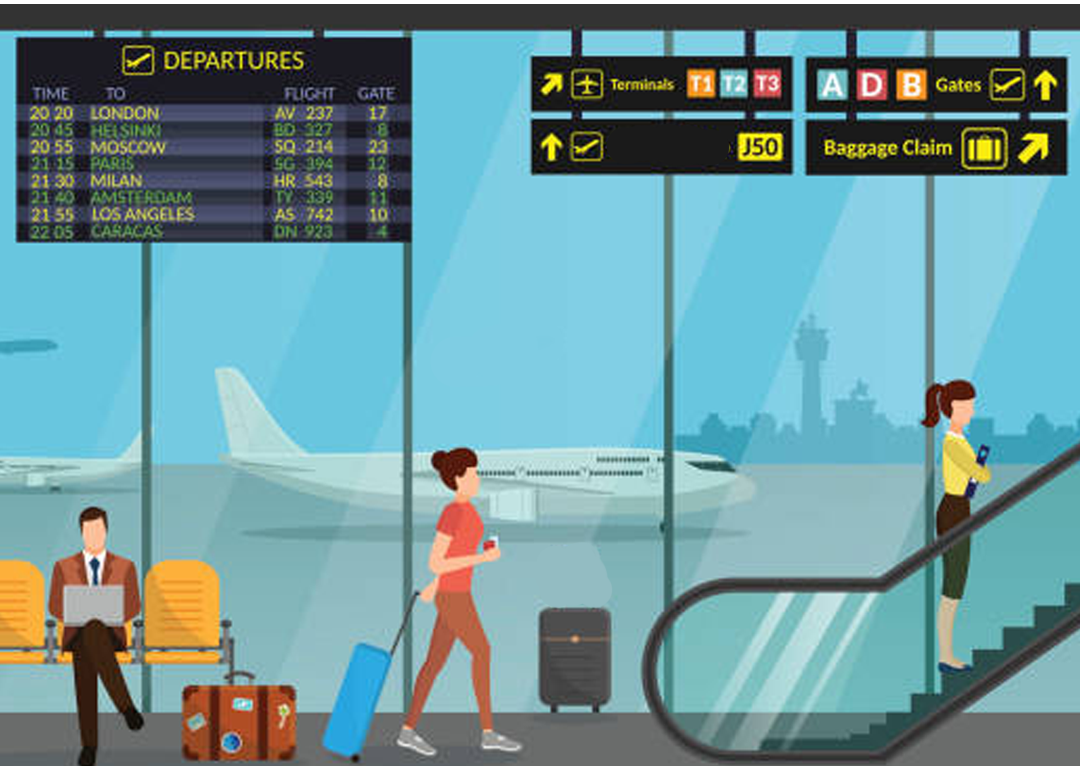 DEPARTURES
TIME TO FLIGHT GATE
20 20 LONDON AV 237 17
20 45 HELSINKI BD 327 8
20 55 MOSCOW SQ 214 23
21 15 PARIS SG 394 12
21 30 MILAN HR 543 8
21 40 AMSTERDAM TY 339 11
21 55 LOS ANGELES AS 742 10
22 05 CARACAS DN 923 4
Terminals T1 T2 T3
J50
A D B Gates
Baggage Claim